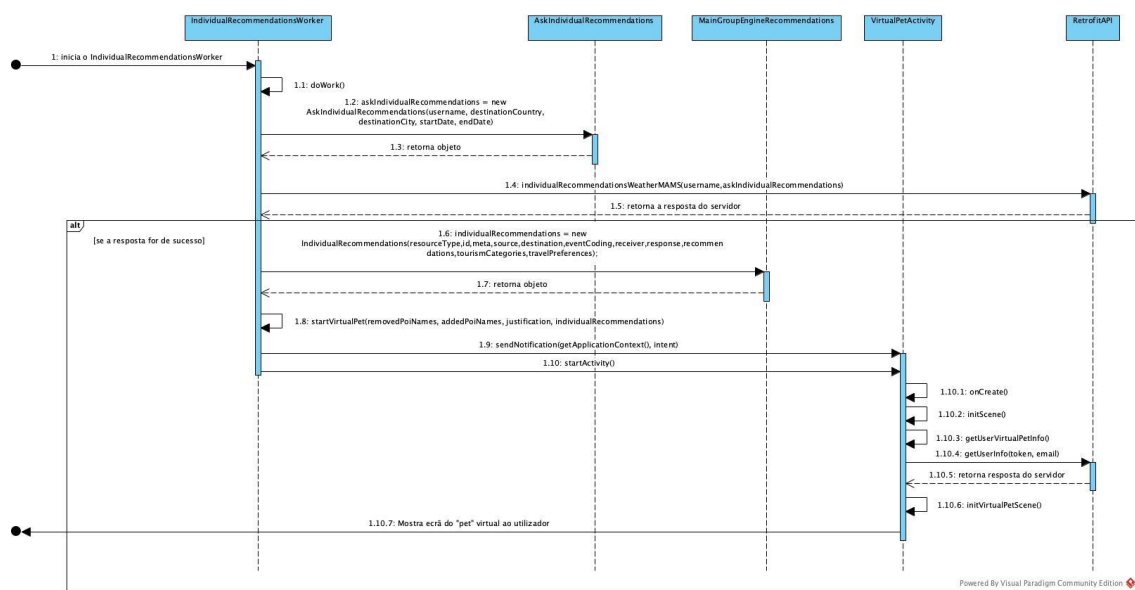 IndividualRecommendationsWorker
AskIndividualRecommendations
MainGroupEngineRecommendations
VirtualPetActivity
RetrofitAPI
1: inicia o IndividualRecommendationsWorker
1.1: doWork()
1.2: askIndividualRecommendations = new
AskIndividualRecommendations(username, destinationCountry,
destinationCity, startDate, endDate)
1.3: retorna objeto
1.4: individualRecommendationsWeatherMAMS(username,askIndividualRecommendations)
1.5: retorna a resposta do servidor
alt
[se a resposta for de sucesso]
1.6: individualRecommendations = new
IndividualRecommendations(resourceType,id,meta,source,destination,eventCoding,receiver,response,recommen
dations,tourismCategories,travelPreferences);
1.7: retorna objeto
1.8: startVirtualPet(removedPoiNames, addedPoiNames, justification, individualRecommendations)
1.9: sendNotification(getApplicationContext(), intent)
1.10: startActivity()
1.10.1: onCreate()
1.10.2: initScene()
1.10.3: getUserVirtualPetInfo()
1.10.4: getUserInfo(token, email)
1.10.5: retorna resposta do servidor
1.10.6: initVirtualPetScene()
1.10.7: Mostra ecrã do "pet" virtual ao utilizador
Powered By Visual Paradigm Community Edition